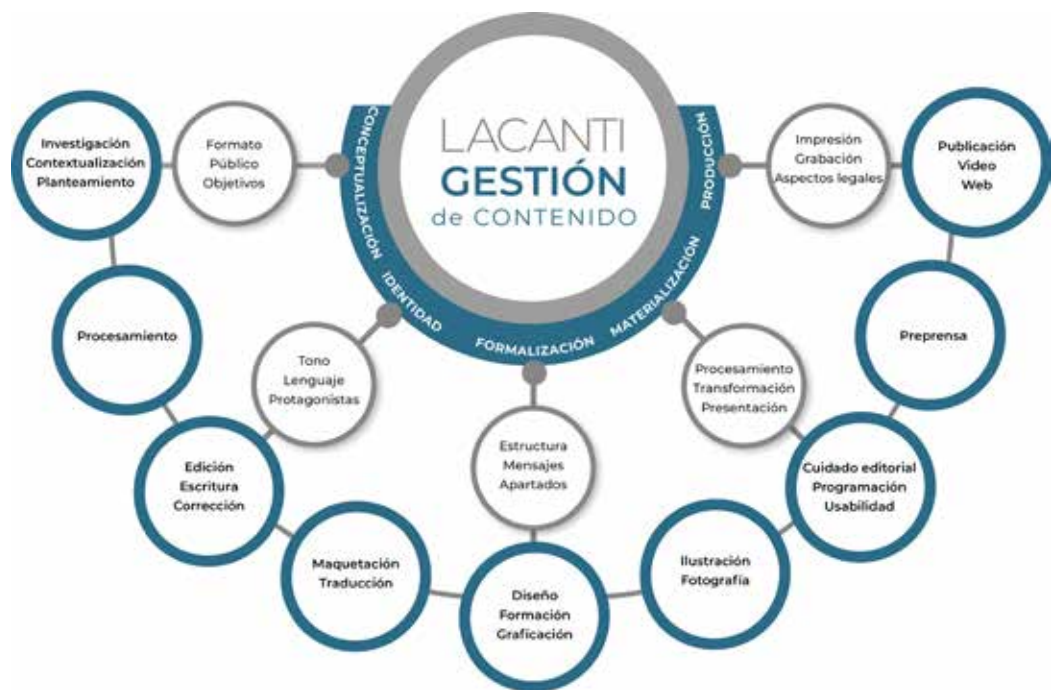 LACANTI
GESTIÓN
de CONTENIDO
CONCEPTUALIZACIÓN
IDENTIDAD
FORMALIZACIÓN
MATERIALIZACIÓN
PRODUCCIÓN
Investigación
Contextualización
Planteamiento
Formato
Público
Objetivos
Procesamiento
Tono
Lenguaje
Protagonistas
Edición
Escritura
Corrección
Maquetación
Traducción
Estructura
Mensajes
Apartados
Diseño
Formación
Graficación
Ilustración
Fotografía
Procesamiento
Transformación
Presentación
Cuidado editorial
Programación
Usabilidad
Preprensa
Impresión
Grabación
Aspectos legales
Publicación
Video
Web